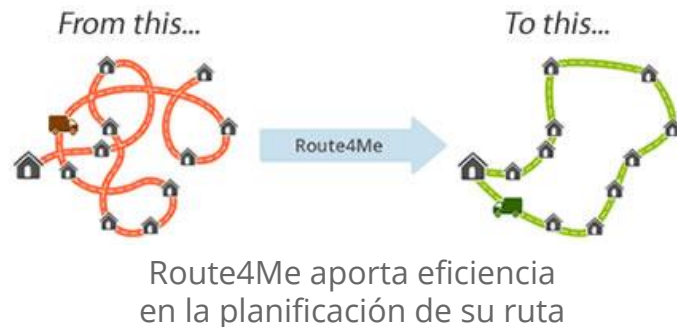 From this...
To this...
Route4Me
Route4Me aporta eficiencia
en la planificación de su ruta